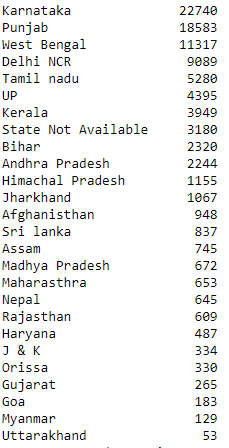 Karnataka 22740
Punjab 18583
West Bengal 11317
Delhi NCR 9089
Tamil nadu 5280
UP 4395
Kerala 3949
State Not Available 3180
Bihar 2320
Andhra Pradesh 2244
Himachal Pradesh 1155
Jharkhand 1067
Afghanisthan 948
Sri lanka 837
Assam 745
Madhya Pradesh 672
Maharasthra 653
Nepal 645
Rajasthan 609
Haryana 487
J & K 334
Orissa 330
Gujarat 265
Goa 183
Myanmar 129
Uttarakhand 53